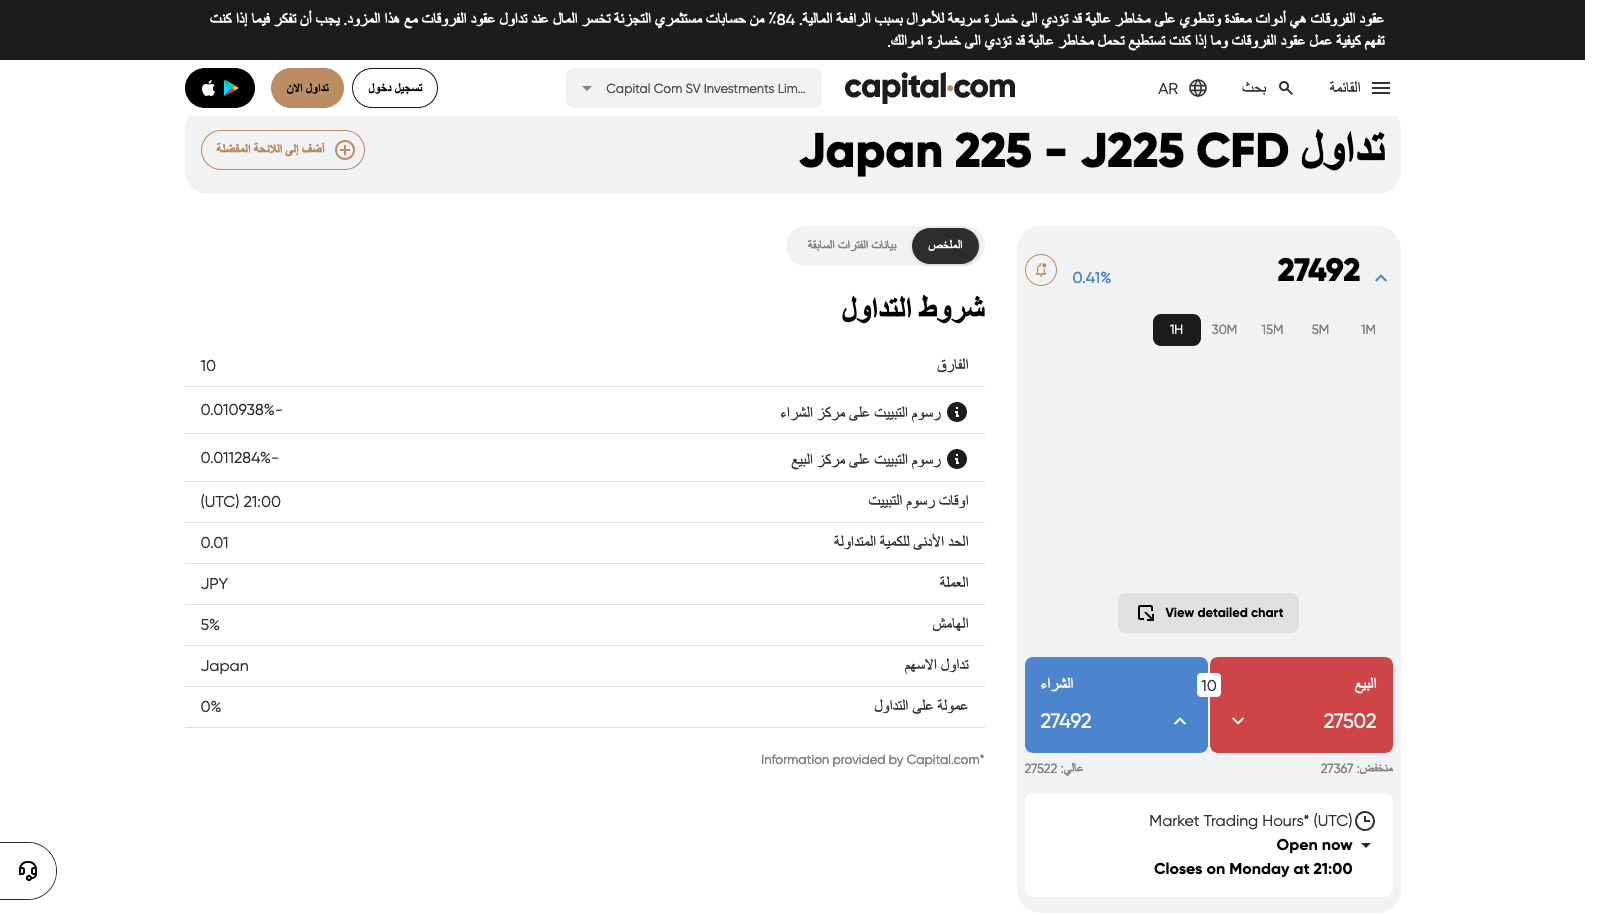 عقود الفروقات هي أدوات معقدة وتنطوي على مخاطر عالية قد تؤدي الى خسارة سريعة للأموال بسبب الرافعة المالية. 84٪ من حسابات مستثمري التجزئة تخسر المال عند تداول عقود الفروقات مع هذا المزود. يجب أن تفكر فيما إذا كنت
تفهم كيفية عمل عقود الفروقات وما إذا كنت تستطيع تحمل مخاطر عالية قد تؤدي الى خسارة اموالك.
القائمة
بحث
AR
capital.com
Capital Com SV Investments Lim...
تسجيل دخول
تداول الان
تداول Japan 225 - J225 CFD
أضف إلى اللائحة المفضلة
27492
0.41%
1M
5M
15M
30M
1H
View detailed chart
البيع
27502
10
الشراء
27492
منخفض: 27367
عالي: 27522
Market Trading Hours* (UTC)
Open now
Closes on Monday at 21:00
الملخص
بيانات الفترات السابقة
شروط التداول
الفارق 10
رسوم التبييت على مركز الشراء 0.010938%-
رسوم التبييت على مركز البيع 0.011284%-
اوقات رسوم التبييت 21:00 (UTC)
الحد الأدنى للكمية المتداولة 0.01
العملة JPY
الهامش 5%
تداول الاسهم Japan
عمولة على التداول 0%
Information provided by Capital.com*